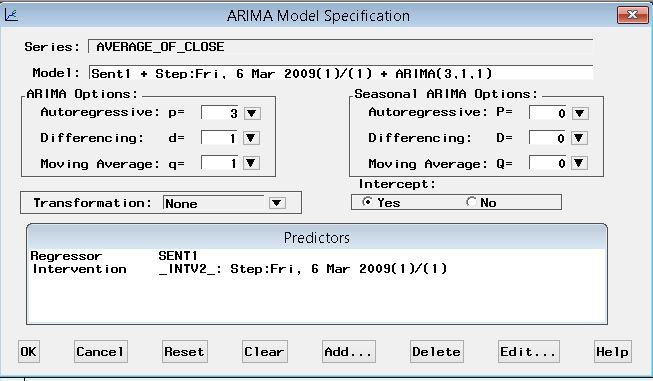 ARIMA Model Specification
Series: AVERAGE_OF_CLOSE
Model: Sent1 + Step:Fri, 6 Mar 2009(1)/(1) + ARIMA(3,1,1)
ARIMA Options:
Autoregressive: p= 3
Differencing: d= 1
Moving Average: q= 1
Seasonal ARIMA Options:
Autoregressive: P= 0
Differencing: D= 0
Moving Average: Q= 0
Transformation: None
Intercept:
Yes No
Predictors
Regressor SENT1
Intervention _INTV2_: Step:Fri, 6 Mar 2009(1)/(1)
OK Cancel Reset Clear Add... Delete Edit... Help